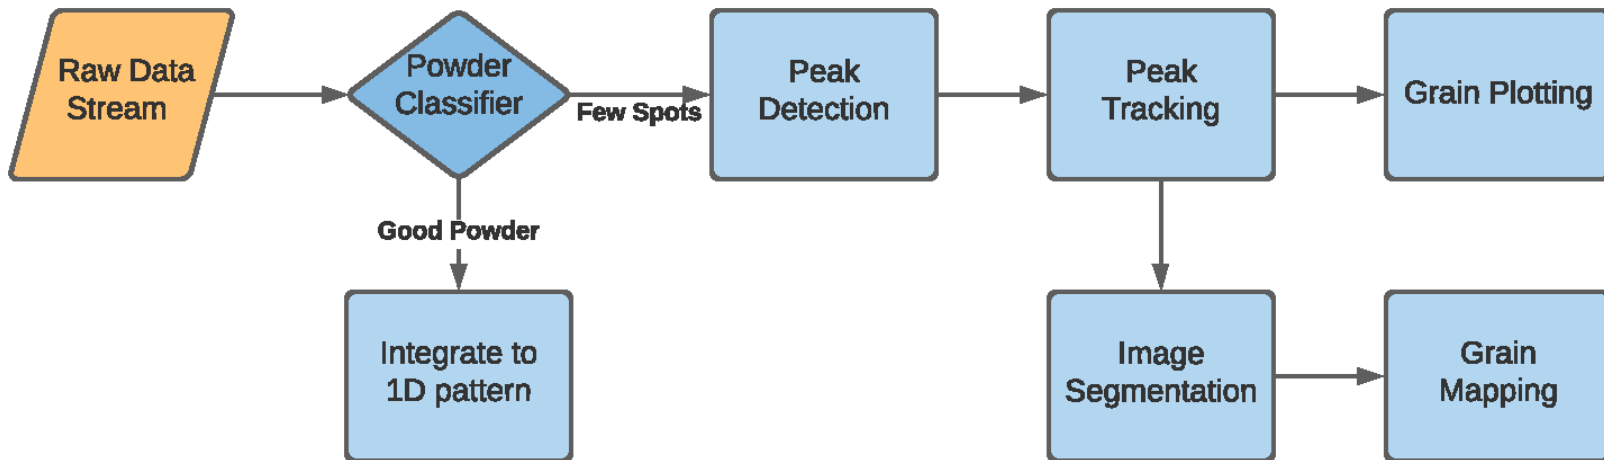 Raw Data
Stream
Powder
Classifier
Few Spots
Peak
Detection
Peak
Tracking
Grain Plotting
Good Powder
Integrate to
1D pattern
Image
Segmentation
Grain
Mapping